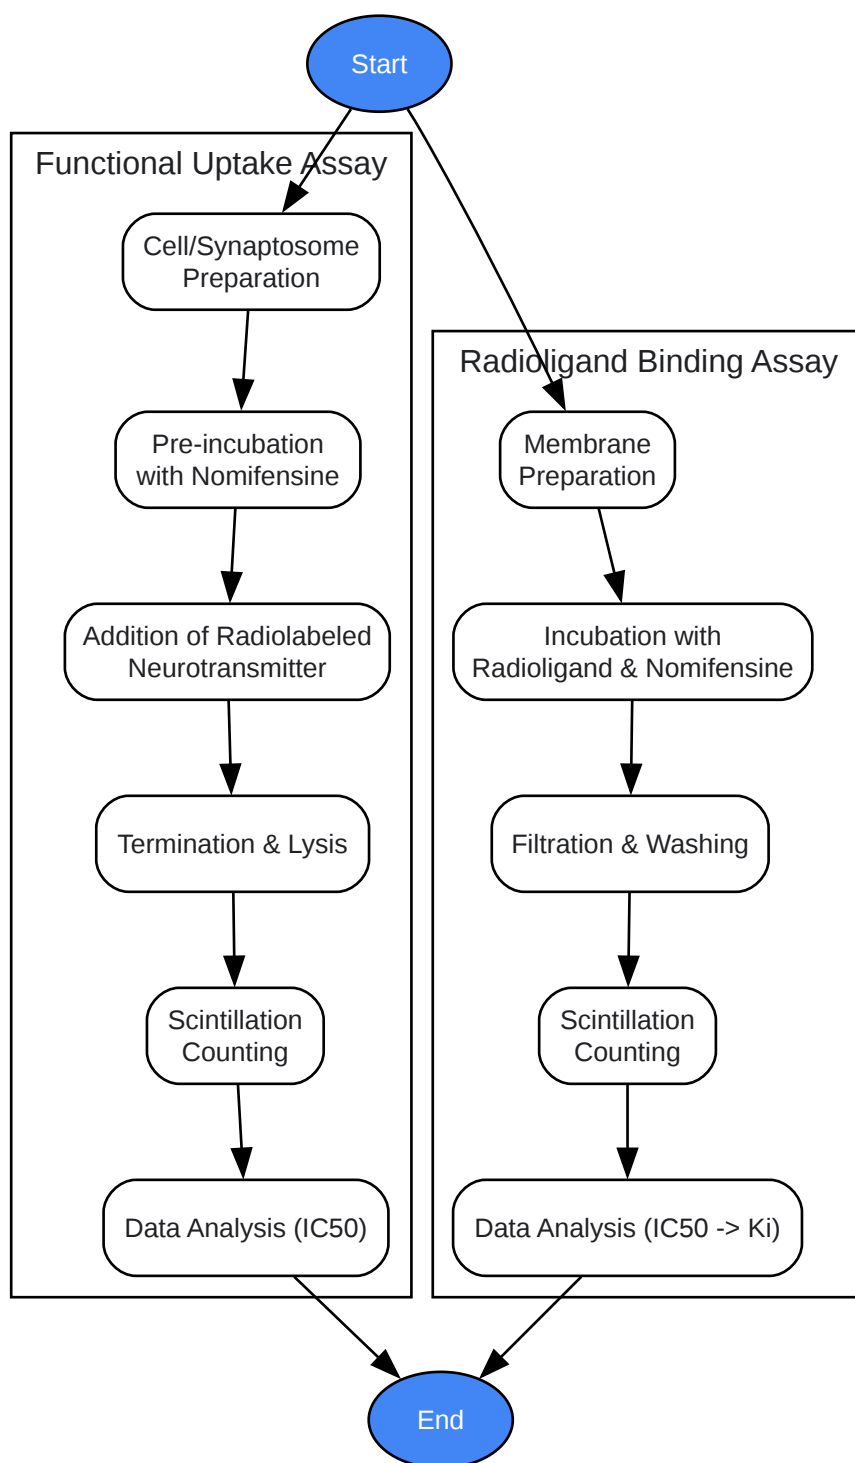 Start
Functional Uptake Assay
Cell/Synaptosome
Preparation
Pre-incubation
with Nomifensine
Addition of Radiolabeled
Neurotransmitter
Termination & Lysis
Scintillation
Counting
Data Analysis (IC50)
Radioligand Binding Assay
Membrane
Preparation
Incubation with
Radioligand & Nomifensine
Filtration & Washing
Scintillation
Counting
Data Analysis (IC50 -> Ki)
End